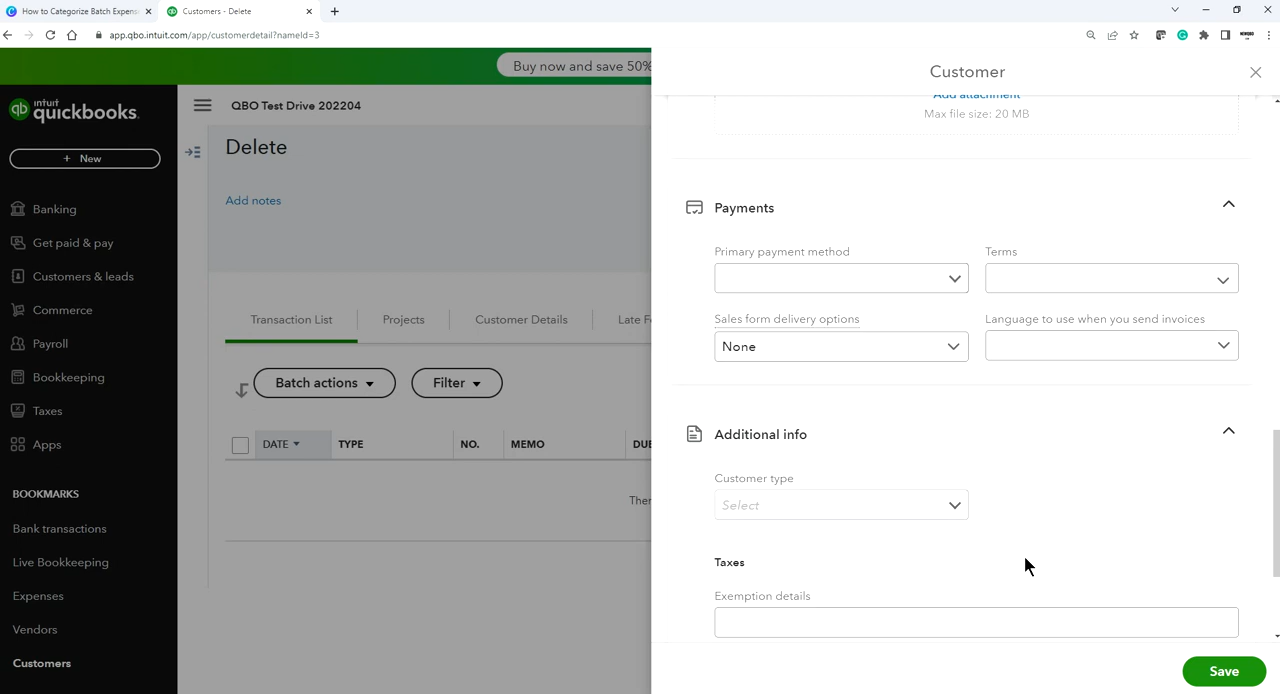 How to Categorize Batch Expens
Customers - Delete
app.qbo.intuit.com/app/customerdetail?nameId=3
Buy now and save 50%
Customer
qb intuit quickbooks.
QBO Test Drive 202204
+ New
Delete
Add notes
Banking
Get paid & pay
Customers & leads
Commerce
Payroll
Bookkeeping
Taxes
Apps
BOOKMARKS
Bank transactions
Live Bookkeeping
Expenses
Vendors
Customers
Transaction List
Projects
Customer Details
Late F
Batch actions
Filter
DATE
TYPE
NO.
MEMO
DUE
Ther
Add attachment
Max file size: 20 MB
Payments
Primary payment method
Terms
Sales form delivery options
Language to use when you send invoices
None
Additional info
Customer type
Select
Taxes
Exemption details
Save